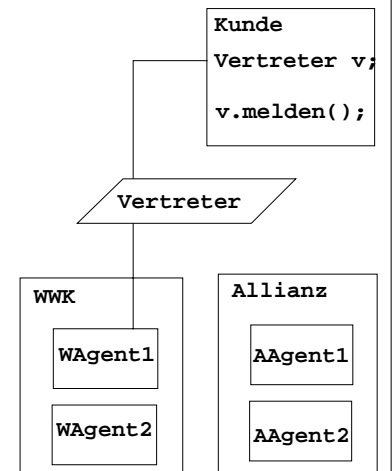 Kunde
Vertreter v;
v.melden();
Vertreter
WWK
WAgent1
WAgent2
Allianz
AAgent1
AAgent2